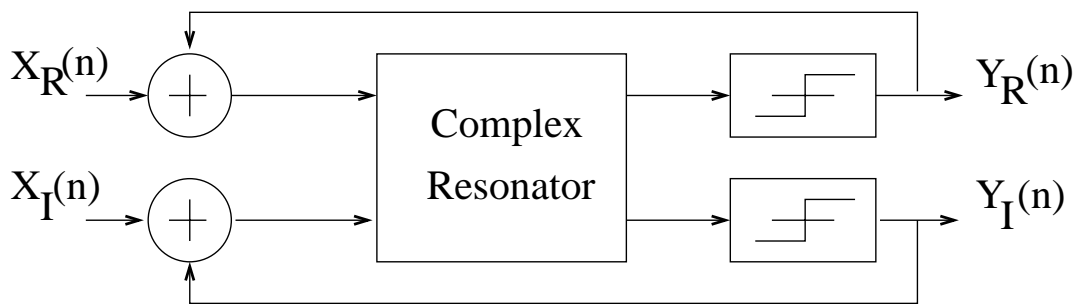 X_R(n)
Complex
Resonator
Y_R(n)
X_I(n)
Y_I(n)